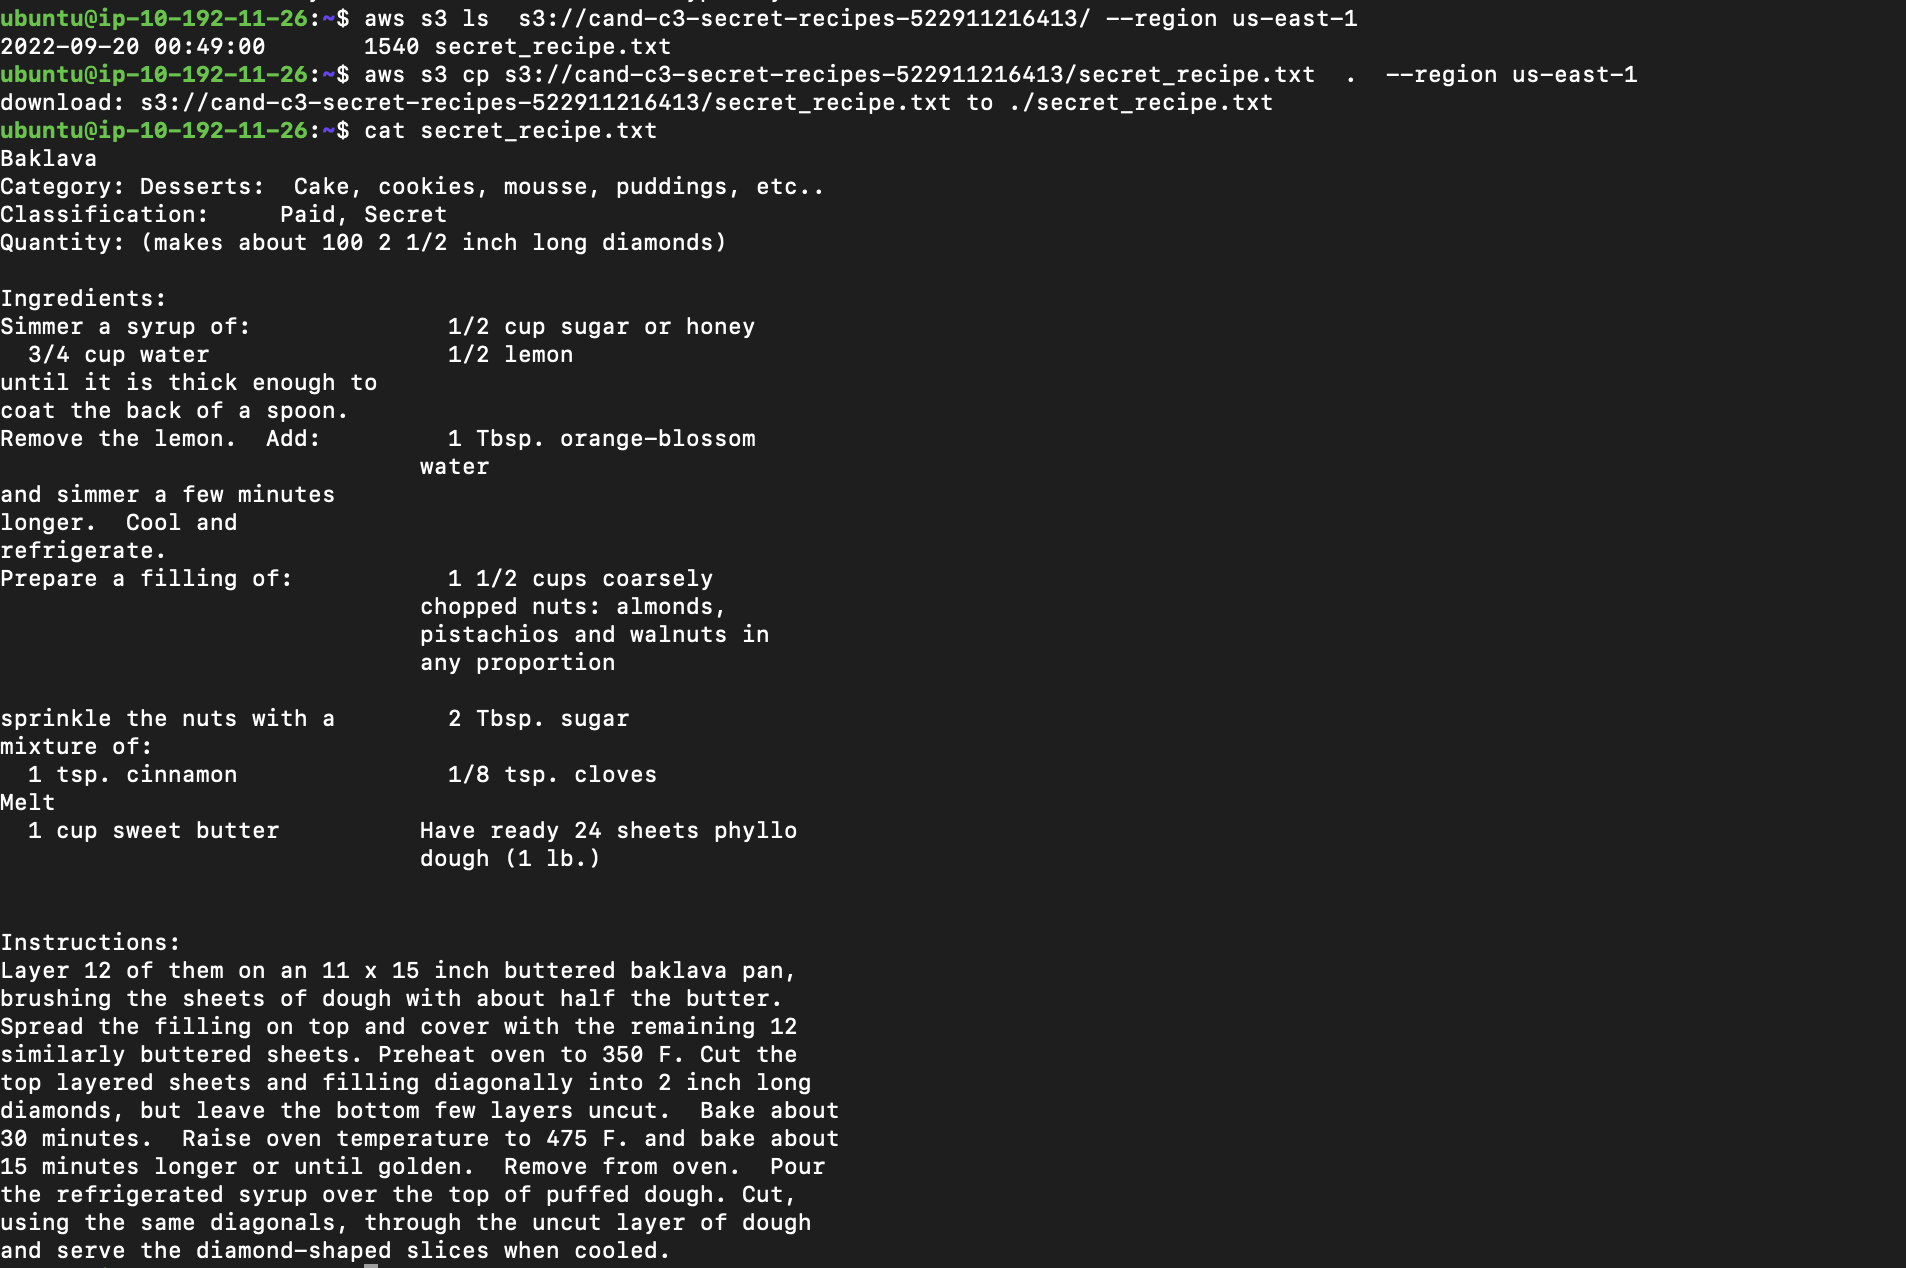 ubuntu@ip-10-192-11-26:~$ aws s3 ls  s3://cand-c3-secret-recipes-522911216413/ --region us-east-1
2022-09-20 00:49:00       1540 secret_recipe.txt
ubuntu@ip-10-192-11-26:~$ aws s3 cp s3://cand-c3-secret-recipes-522911216413/secret_recipe.txt  .  --region us-east-1
download: s3://cand-c3-secret-recipes-522911216413/secret_recipe.txt to ./secret_recipe.txt
ubuntu@ip-10-192-11-26:~$ cat secret_recipe.txt
Baklava
Category: Desserts:  Cake, cookies, mousse, puddings, etc..
Classification:     Paid, Secret
Quantity: (makes about 100 2 1/2 inch long diamonds)

Ingredients:
Simmer a syrup of:              1/2 cup sugar or honey
  3/4 cup water                 1/2 lemon
until it is thick enough to
coat the back of a spoon.
Remove the lemon.  Add:         1 Tbsp. orange-blossom
                              water
and simmer a few minutes
longer.  Cool and
refrigerate.
Prepare a filling of:           1 1/2 cups coarsely
                              chopped nuts: almonds,
                              pistachios and walnuts in
                              any proportion

sprinkle the nuts with a        2 Tbsp. sugar
mixture of:
  1 tsp. cinnamon               1/8 tsp. cloves
Melt
  1 cup sweet butter          Have ready 24 sheets phyllo
                              dough (1 lb.)

Instructions:
Layer 12 of them on an 11 x 15 inch buttered baklava pan,
brushing the sheets of dough with about half the butter.
Spread the filling on top and cover with the remaining 12
similarly buttered sheets. Preheat oven to 350 F. Cut the
top layered sheets and filling diagonally into 2 inch long
diamonds, but leave the bottom few layers uncut.  Bake about
30 minutes.  Raise oven temperature to 475 F. and bake about
15 minutes longer or until golden.  Remove from oven.  Pour
the refrigerated syrup over the top of puffed dough. Cut,
using the same diagonals, through the uncut layer of dough
and serve the diamond-shaped slices when cooled.